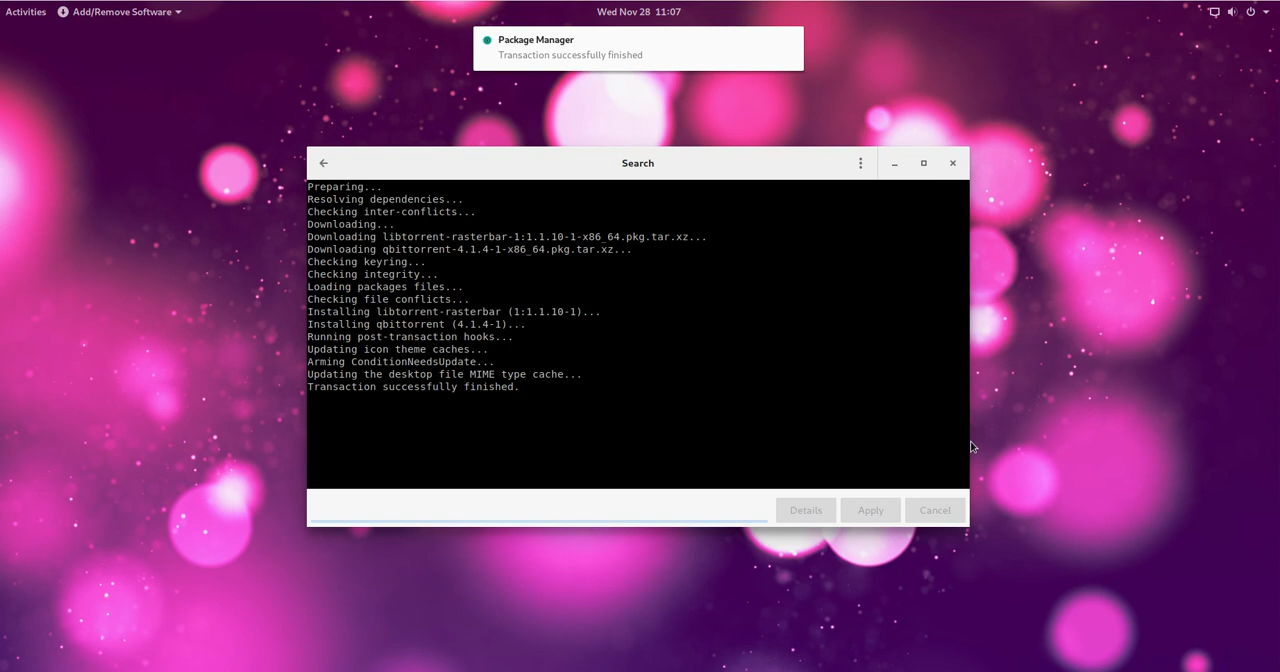 Activities
Add/Remove Software
Wed Nov 28 11:07
Package Manager
Transaction successfully finished
Search
Preparing...
Resolving dependencies...
Checking inter-conflicts...
Downloading...
Downloading libtorrent-rasterbar-1:1.1.10-1-x86_64.pkg.tar.xz...
Downloading qbittorrent-4.1.4-1-x86_64.pkg.tar.xz...
Checking keyring...
Checking integrity...
Loading packages files...
Checking file conflicts...
Installing libtorrent-rasterbar (1:1.1.10-1)...
Installing qbittorrent (4.1.4-1)...
Running post-transaction hooks...
Updating icon theme caches...
Arming ConditionNeedsUpdate...
Updating the desktop file MIME type cache...
Transaction successfully finished.
Details
Apply
Cancel